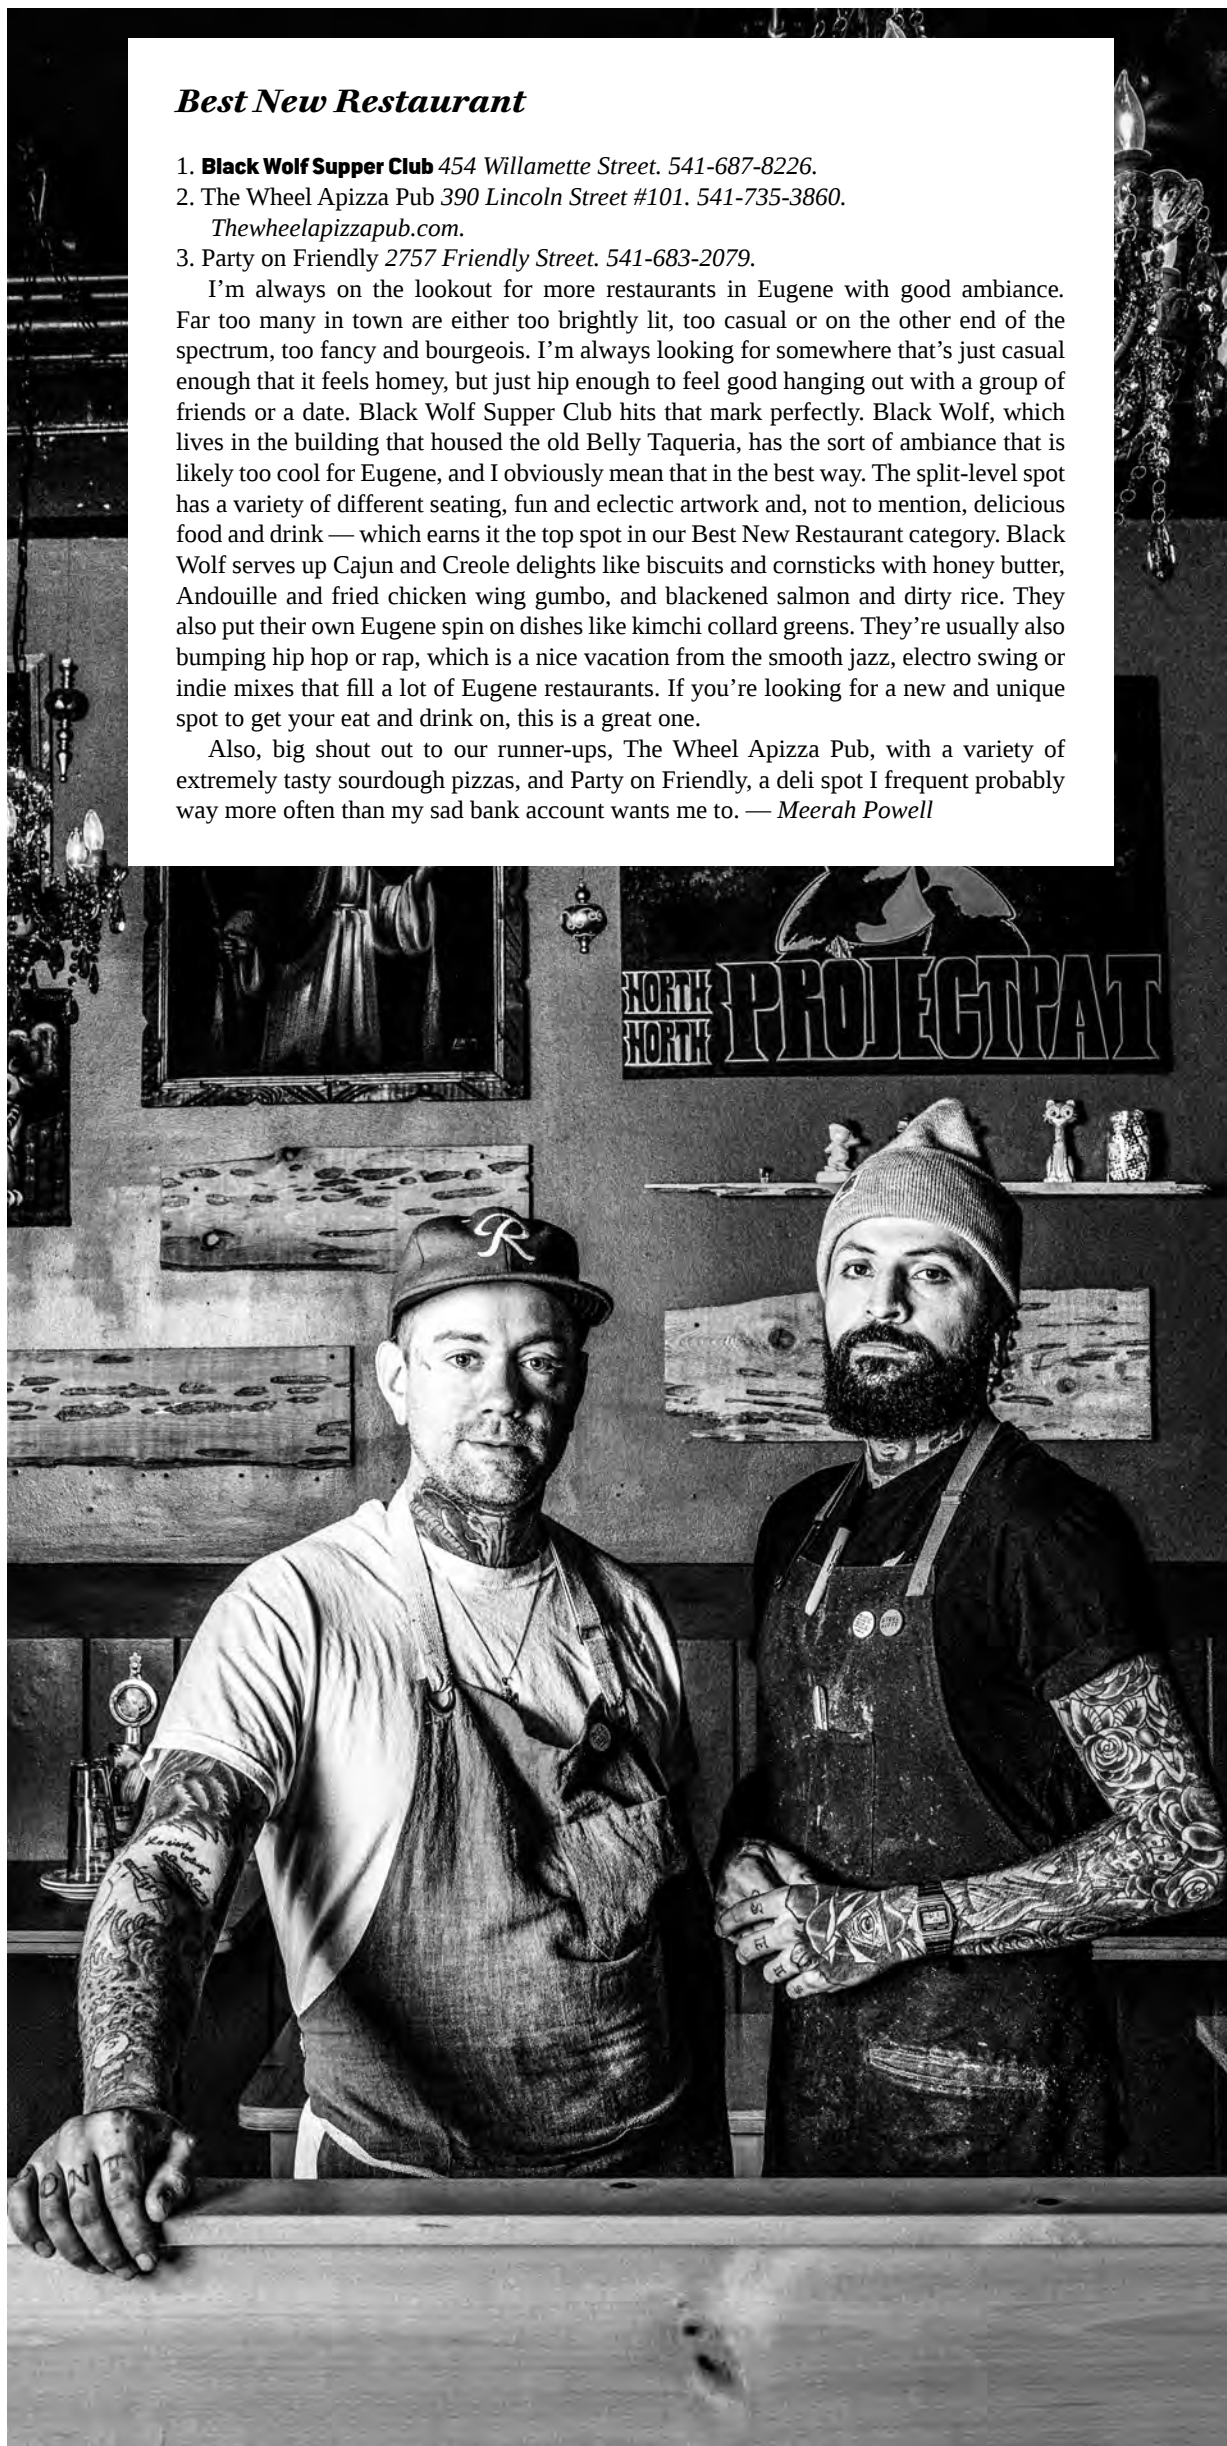 Best New Restaurant
1. Black Wolf Supper Club 454 Willamette Street. 541-687-8226.
2. The Wheel Apizza Pub 390 Lincoln Street #101. 541-735-3860.
Thewheelapizzapub.com.
3. Party on Friendly 2757 Friendly Street. 541-683-2079.
I’m always on the lookout for more restaurants in Eugene with good ambiance.
Far too many in town are either too brightly lit, too casual or on the other end of the
spectrum, too fancy and bourgeois. I’m always looking for somewhere that’s just casual
enough that it feels homey, but just hip enough to feel good hanging out with a group of
friends or a date. Black Wolf Supper Club hits that mark perfectly. Black Wolf, which
lives in the building that housed the old Belly Taqueria, has the sort of ambiance that is
likely too cool for Eugene, and I obviously mean that in the best way. The split-level spot
has a variety of different seating, fun and eclectic artwork and, not to mention, delicious
food and drink — which earns it the top spot in our Best New Restaurant category. Black
Wolf serves up Cajun and Creole delights like biscuits and cornsticks with honey butter,
Andouille and fried chicken wing gumbo, and blackened salmon and dirty rice. They
also put their own Eugene spin on dishes like kimchi collard greens. They’re usually also
bumping hip hop or rap, which is a nice vacation from the smooth jazz, electro swing or
indie mixes that fill a lot of Eugene restaurants. If you’re looking for a new and unique
spot to get your eat and drink on, this is a great one.
Also, big shout out to our runner-ups, The Wheel Apizza Pub, with a variety of
extremely tasty sourdough pizzas, and Party on Friendly, a deli spot I frequent probably
way more often than my sad bank account wants me to. — Meerah Powell
NORTH
NORTH
PROJECTPAT
R